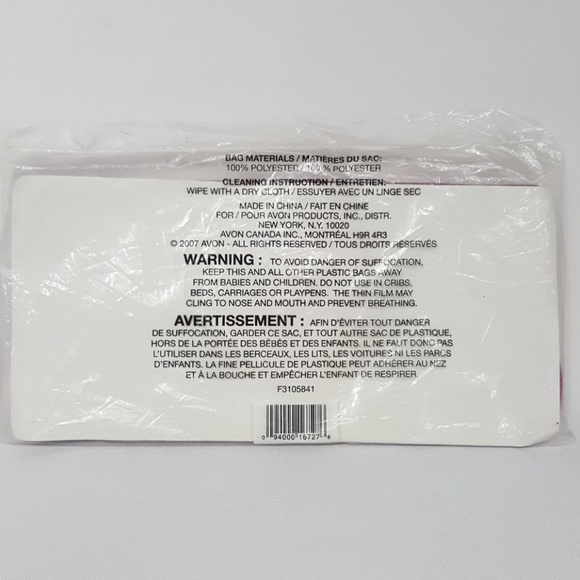 BAG MATERIALS / MATIÈRES DU SAC:
100% POLYESTER / 100 % POLYESTER
CLEANING INSTRUCTION / ENTRETIEN:
WIPE WITH A DRY CLOTH / ESSUYER AVEC UN LINGE SEC
MADE IN CHINA / FAIT EN CHINE
FOR / POUR AVON PRODUCTS, INC., DISTR.
NEW YORK, N.Y. 10020
AVON CANADA INC., MONTRÉAL H9R 4R3
© 2007 AVON - ALL RIGHTS RESERVED / TOUS DROITS RÉSERVÉS
WARNING : TO AVOID DANGER OF SUFFOCATION,
KEEP THIS AND ALL OTHER PLASTIC BAGS AWAY
FROM BABIES AND CHILDREN. DO NOT USE IN CRIBS,
BEDS, CARRIAGES OR PLAYPENS. THE THIN FILM MAY
CLING TO NOSE AND MOUTH AND PREVENT BREATHING.
AVERTISSEMENT : AFIN D'ÉVITER TOUT DANGER
DE SUFFOCATION, GARDER CE SAC, ET TOUT AUTRE SAC DE PLASTIQUE,
HORS DE LA PORTÉE DES BÉBÉS ET DES ENFANTS. IL NE FAUT DONC PAS
L'UTILISER DANS LES BERCEAUX, LES LITS, LES VOITURES NI LES PARCS
D'ENFANTS. LA FINE PELLICULE DE PLASTIQUE PEUT ADHÉRER AU NEZ
ET À LA BOUCHE ET EMPÊCHER L'ENFANT DE RESPIRER.
F3105841
0 94000 16727 8